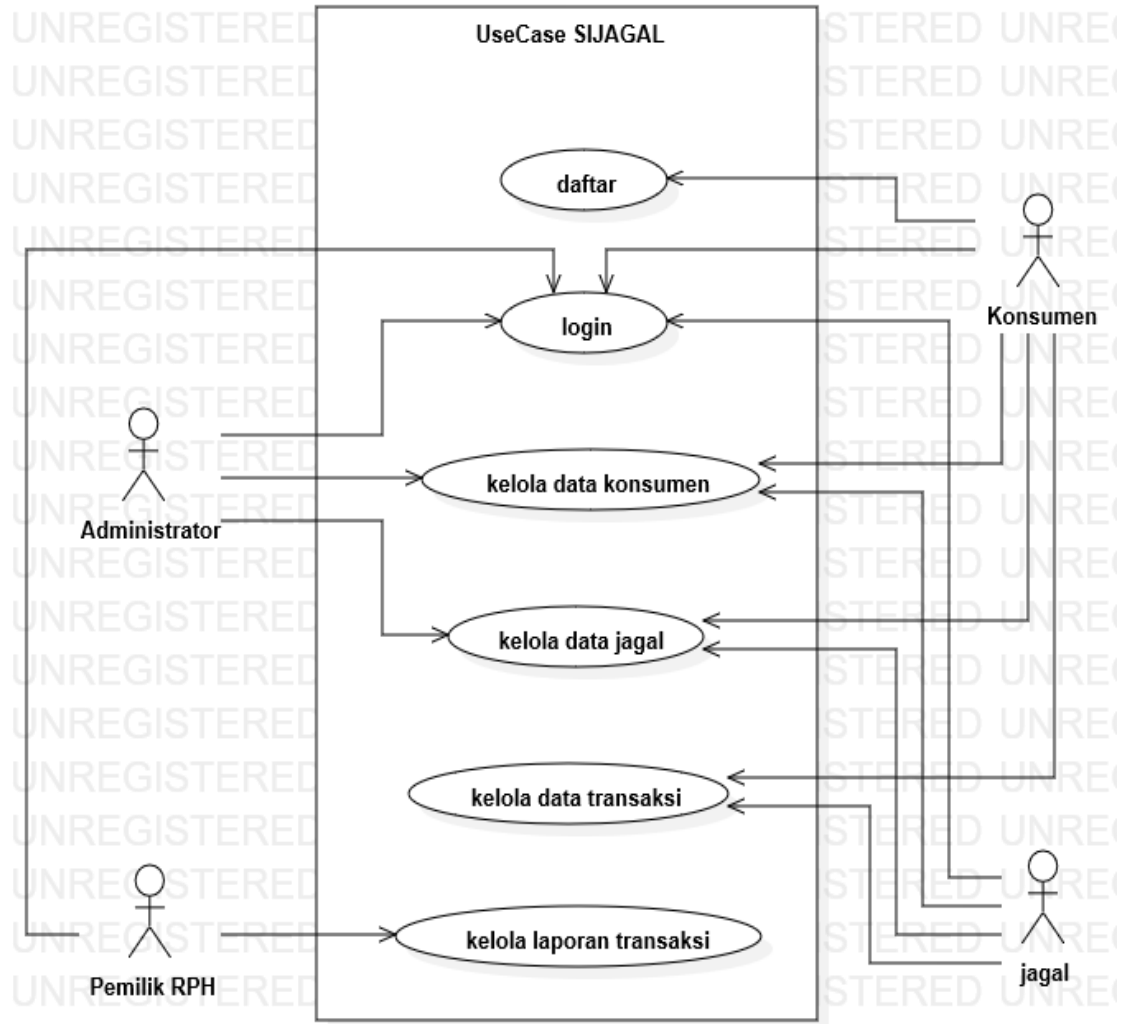 UseCase SIJAGAL
daftar
login
Konsumen
kelola data konsumen
Administrator
kelola data jagal
kelola data transaksi
kelola laporan transaksi
Pemilik RPH
jagal
UNREGISTERED